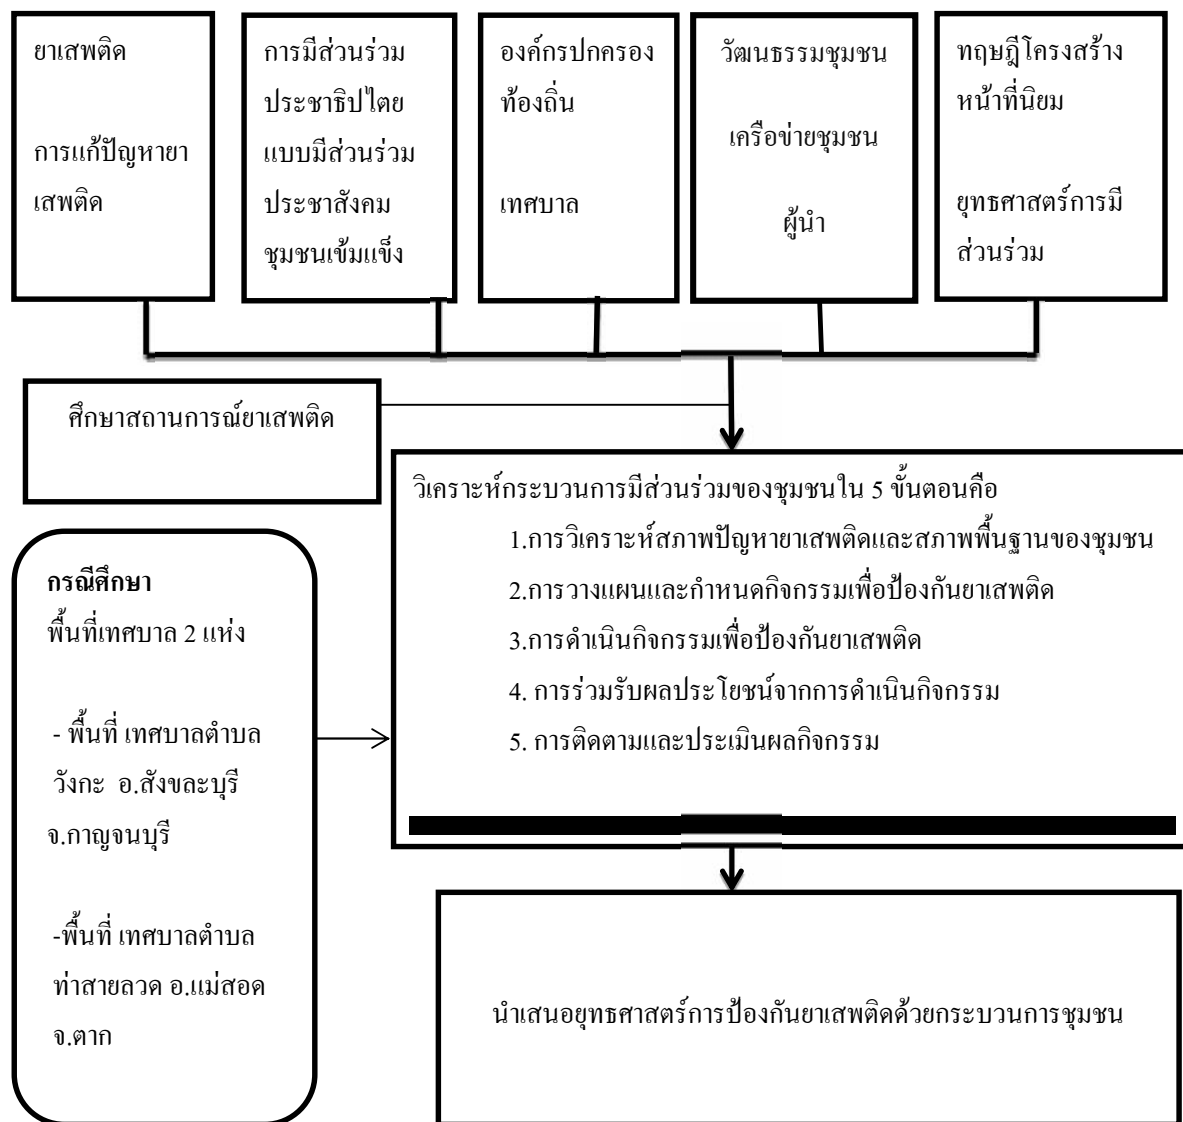 ยาเสพติด
การแก้ปัญหายา
เสพติด
การมีส่วนร่วม
ประชาธิปไตย
แบบมีส่วนร่วม
ประชาสังคม
ชุมชนเข้มแข็ง
องค์กรปกครอง
ท้องถิ่น
เทศบาล
วัฒนธรรมชุมชน
เครือข่ายชุมชน
ผู้นำ
ทฤษฎีโครงสร้าง
หน้าที่นิยม
ยุทธศาสตร์การมี
ส่วนร่วม
ศึกษาสถานการณ์ยาเสพติด
วิเคราะห์กระบวนการมีส่วนร่วมของชุมชนใน 5 ขั้นตอนคือ
1.การวิเคราะห์สภาพปัญหายาเสพติดและสภาพพื้นฐานของชุมชน
2.การวางแผนและกำหนดกิจกรรมเพื่อป้องกันยาเสพติด
3.การดำเนินกิจกรรมเพื่อป้องกันยาเสพติด
4. การร่วมรับผลประโยชน์จากการดำเนินกิจกรรม
5. การติดตามและประเมินผลกิจกรรม
กรณีศึกษา
พื้นที่เทศบาล 2 แห่ง
- พื้นที่ เทศบาลตำบล
วังกะ อ.สังขละบุรี
จ.กาญจนบุรี
-พื้นที่ เทศบาลตำบล
ท่าสายลวด อ.แม่สอด
จ.ตาก
นำเสนอยุทธศาสตร์การป้องกันยาเสพติดด้วยกระบวนการชุมชน